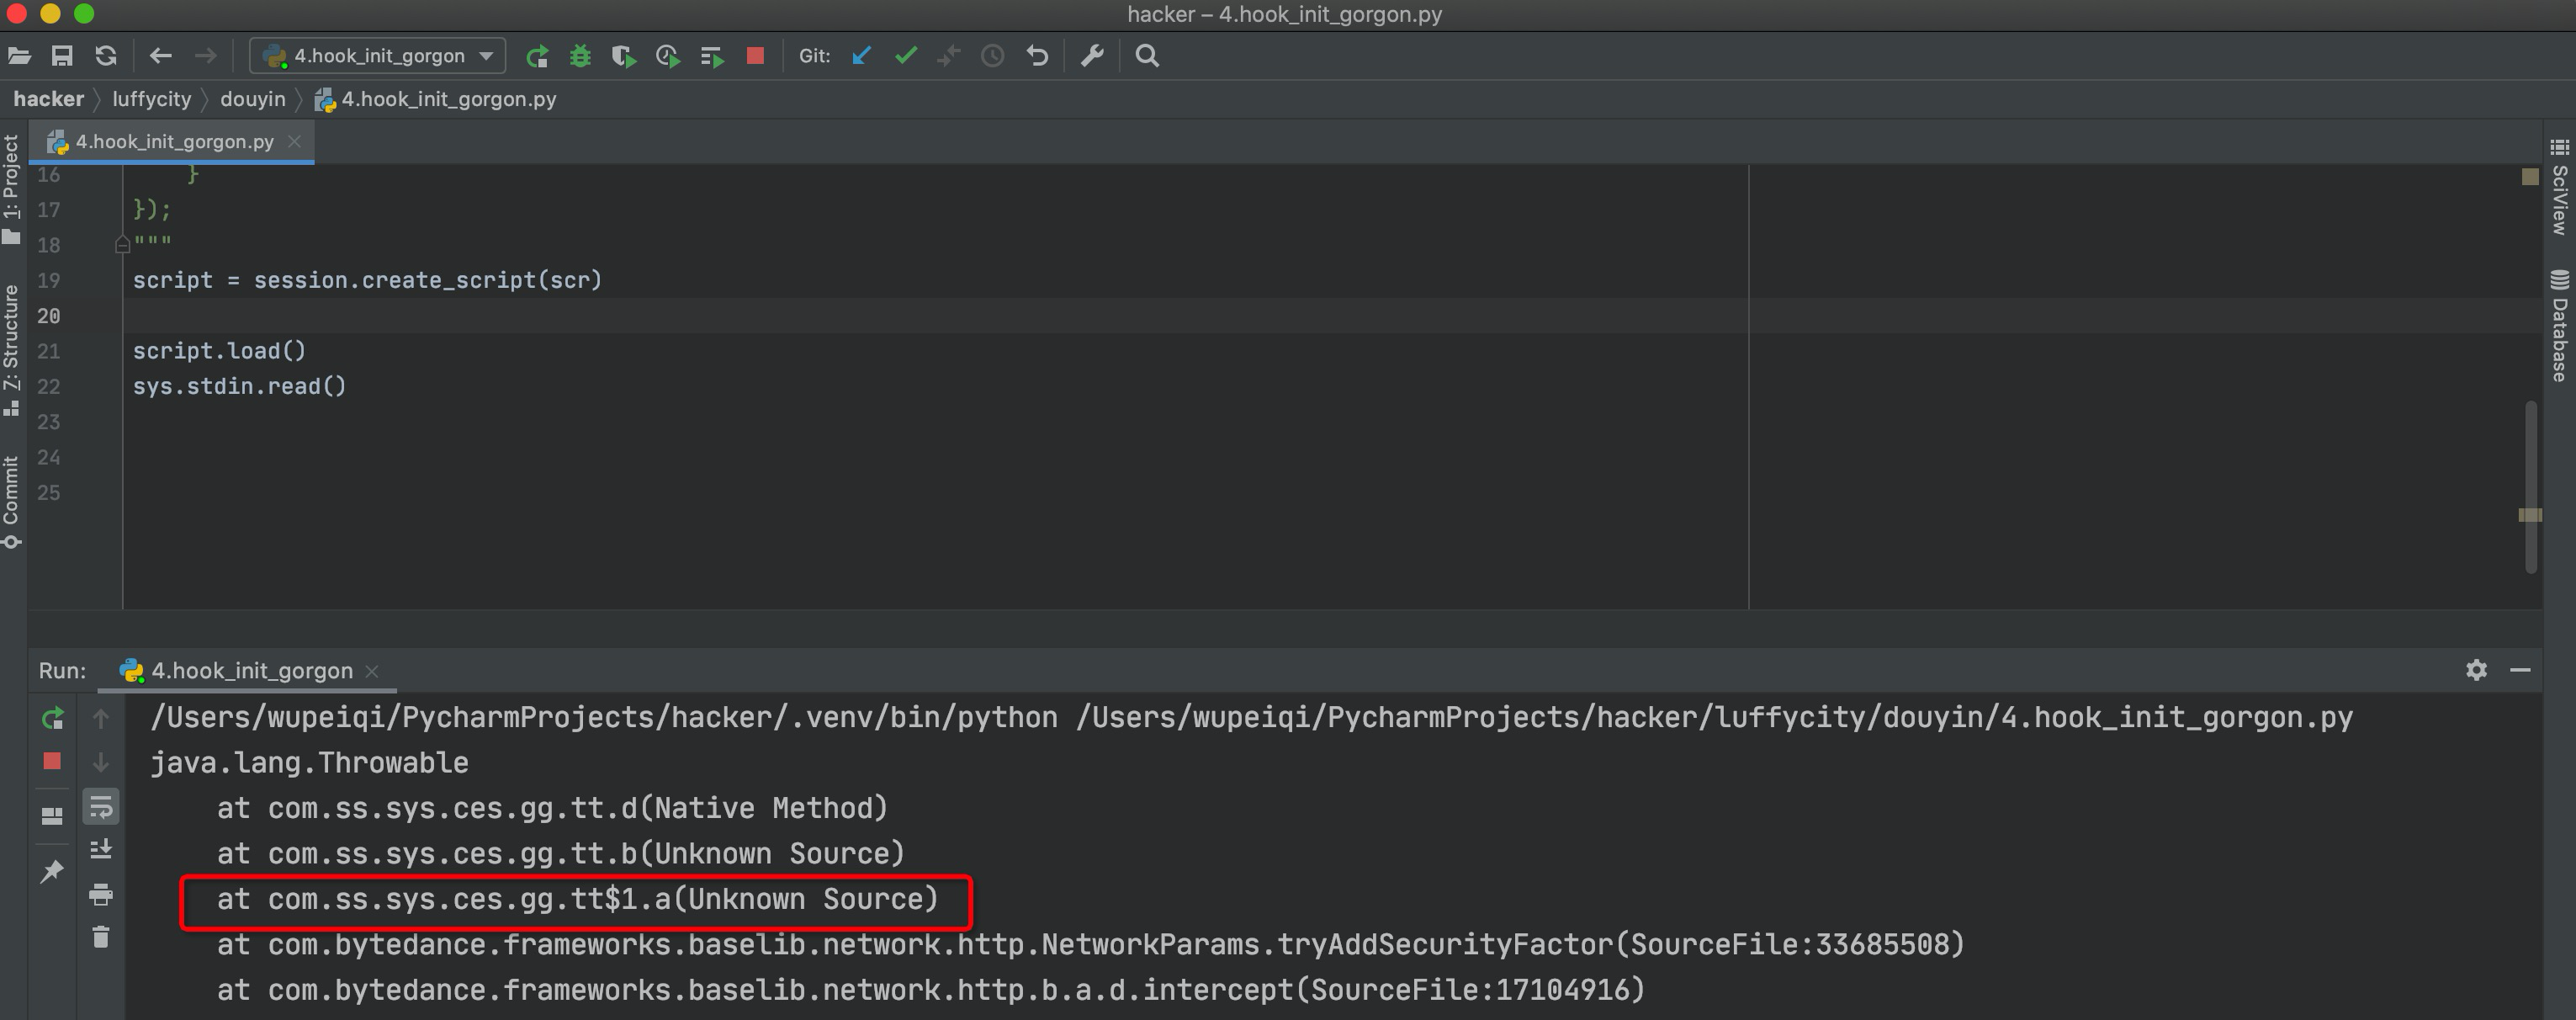 hacker – 4.hook_init_gorgon.py
4.hook_init_gorgon Git:
hacker luffycity douyin 4.hook_init_gorgon.py
4.hook_init_gorgon.py
1: Project
Z: Structure
Commit
SciView
Database
16 }
17 });
18 """
19 script = session.create_script(scr)
20
21 script.load()
22 sys.stdin.read()
23
24
25
Run: 4.hook_init_gorgon
/Users/wupeiqi/PycharmProjects/hacker/.venv/bin/python /Users/wupeiqi/PycharmProjects/hacker/luffycity/douyin/4.hook_init_gorgon.py
java.lang.Throwable
at com.ss.sys.ces.gg.tt.d(Native Method)
at com.ss.sys.ces.gg.tt.b(Unknown Source)
at com.ss.sys.ces.gg.tt$1.a(Unknown Source)
at com.bytedance.frameworks.baselib.network.http.NetworkParams.tryAddSecurityFactor(SourceFile:33685508)
at com.bytedance.frameworks.baselib.network.http.b.a.d.intercept(SourceFile:17104916)